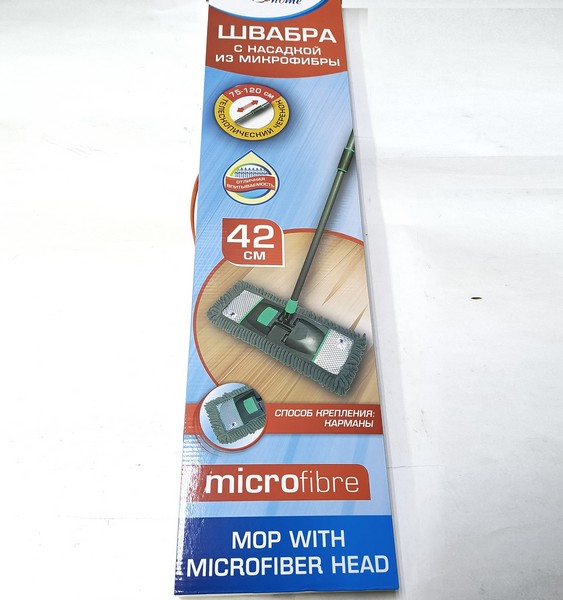 home
ШВАБРА
С НАСАДКОЙ
ИЗ МИКРОФИБРЫ
75-120 СМ
ТЕЛЕСКОПИЧЕСКИЙ ЧЕРЕНОК
ОТЛИЧНАЯ
ВПИТЫВАЕМОСТЬ
42
СМ
СПОСОБ КРЕПЛЕНИЯ:
КАРМАНЫ
microfibre
MOP WITH
MICROFIBER HEAD